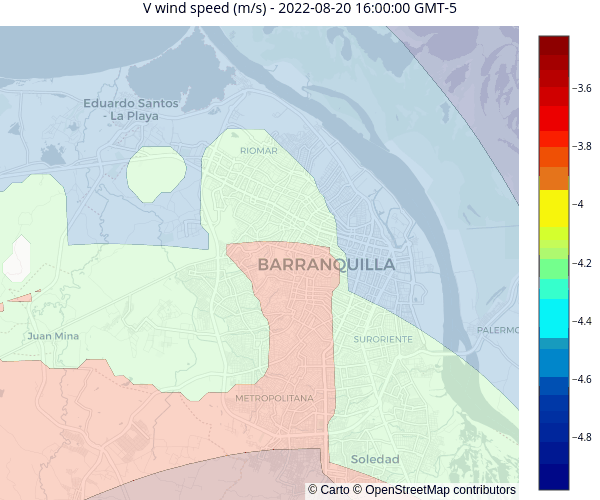 V wind speed (m/s) - 2022-08-20 16:00:00 GMT-5
Eduardo Santos
- La Playa
RIOMAR
BARRANQUILLA
PALERMO
Juan Mina
SURORIENTE
METROPOLITANA
Soledad
© Carto © OpenStreetMap contributors
−3.6
−3.8
−4
−4.2
−4.4
−4.6
−4.8